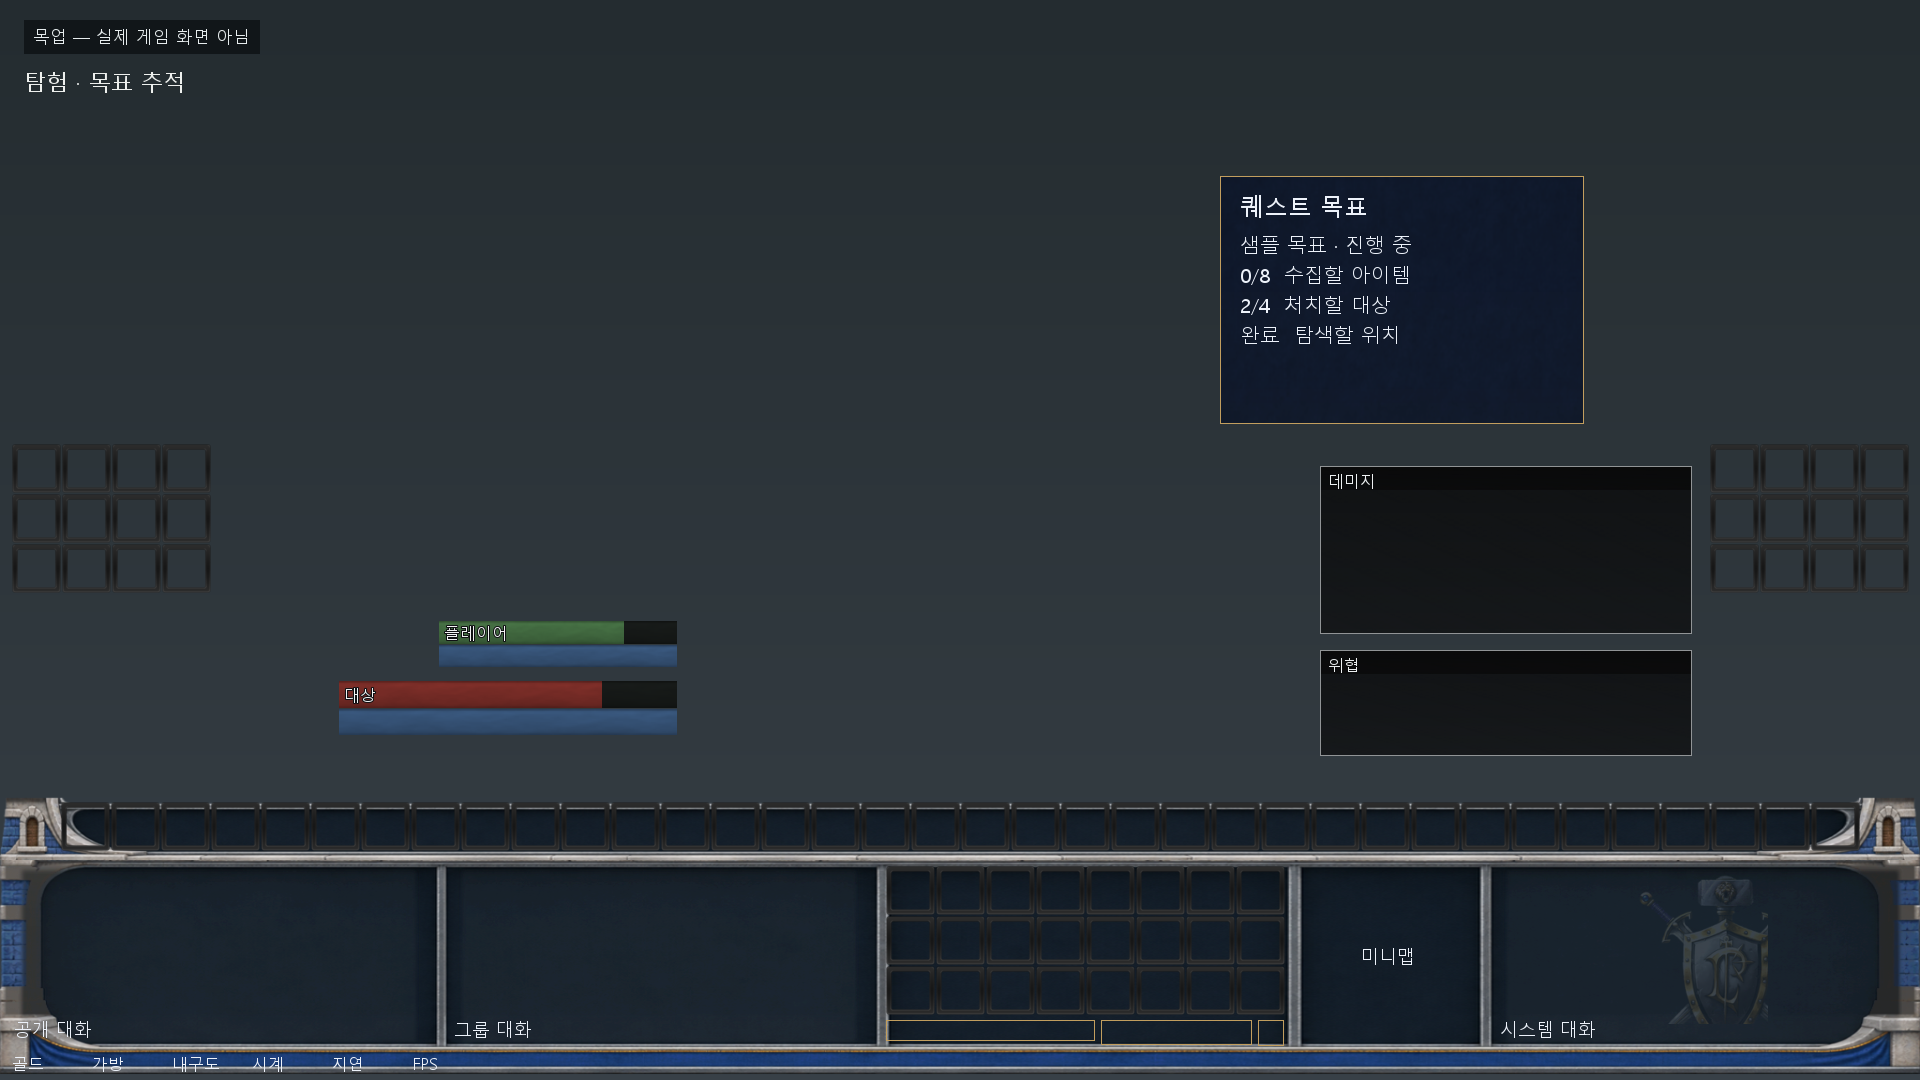 목업 — 실제 게임 화면 아님
탐험 · 목표 추적
퀘스트 목표
샘플 목표 · 진행 중
0/8 수집할 아이템
2/4 처치할 대상
완료 탐색할 위치
데미지
플레이어
위협
대상
미니맵
공개 대화
그룹 대화
시스템 대화
골드 가방 내구도 시계 지연 FPS